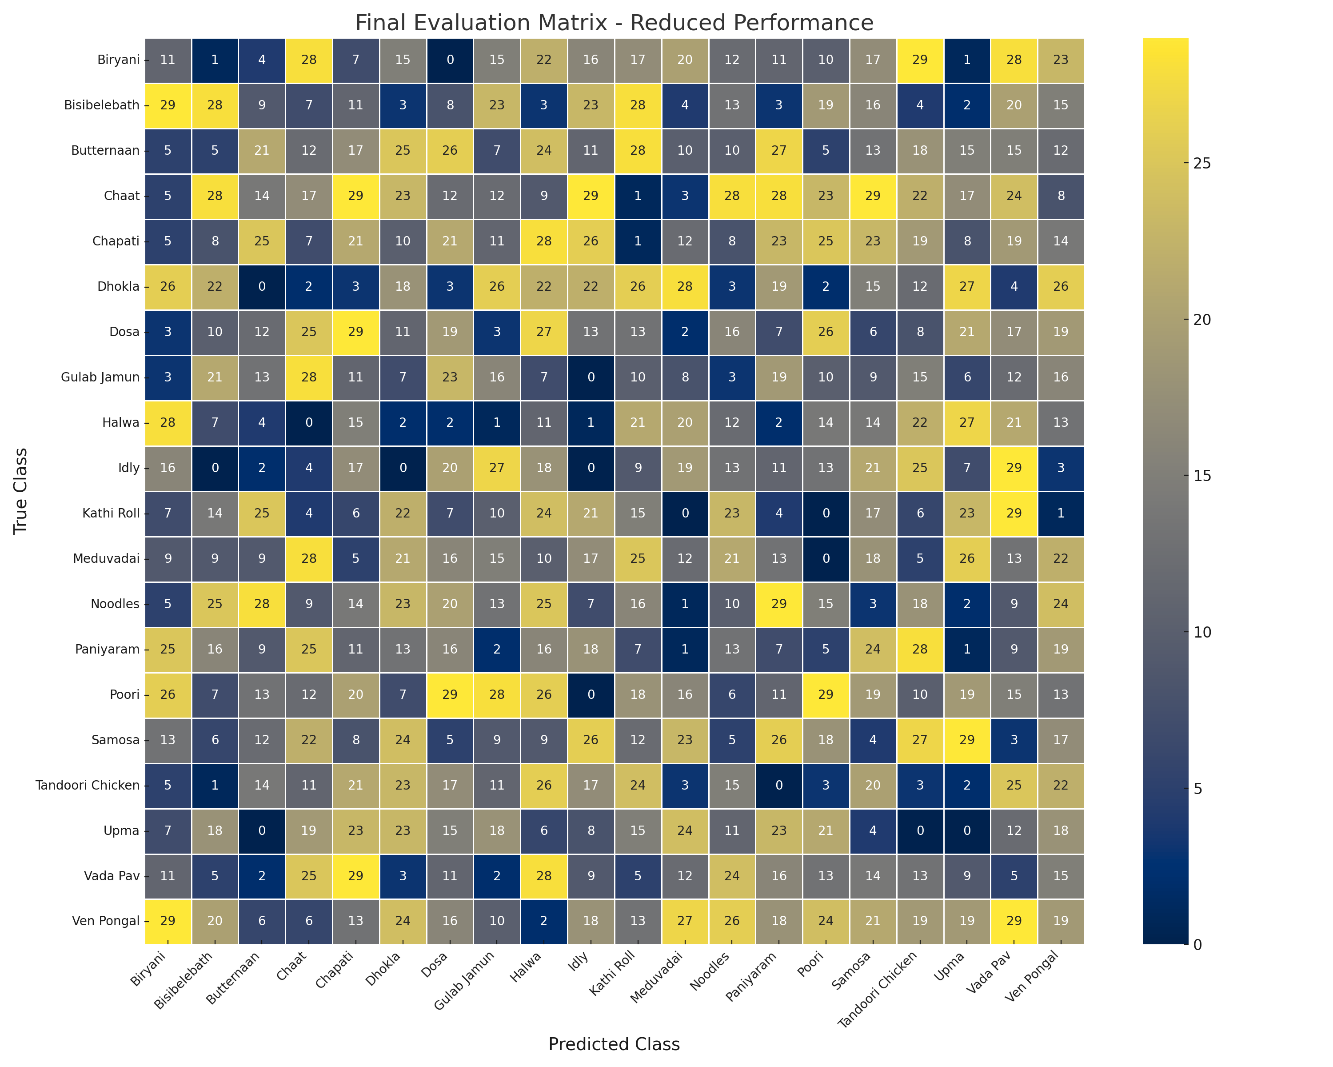 Final Evaluation Matrix - Reduced Performance
Biryani 11 1 4 28 7 15 0 15 22 16 17 20 12 11 10 17 29 1 28 23
Bisibelebath 29 28 9 7 11 3 8 23 3 23 28 4 13 3 19 16 4 2 20 15
Butternaan 5 5 21 12 17 25 26 7 24 11 28 10 10 27 5 13 18 15 15 12
Chaat 5 28 14 17 29 23 12 12 9 29 1 3 28 28 23 29 22 17 24 8
Chapati 5 8 25 7 21 10 21 11 28 26 1 12 8 23 25 23 19 8 19 14
Dhokla 26 22 0 2 3 18 3 26 22 22 26 28 3 19 2 15 12 27 4 26
Dosa 3 10 12 25 29 11 19 3 27 13 13 2 16 7 26 6 8 21 17 19
Gulab Jamun 3 21 13 28 11 7 23 16 7 0 10 8 3 19 10 9 15 6 12 16
Halwa 28 7 4 0 15 2 2 1 11 1 21 20 12 2 14 14 22 27 21 13
Idly 16 0 2 4 17 0 20 27 18 0 9 19 13 11 13 21 25 7 29 3
Kathi Roll 7 14 25 4 6 22 7 10 24 21 15 0 23 4 0 17 6 23 29 1
Meduvadai 9 9 9 28 5 21 16 15 10 17 25 12 21 13 0 18 5 26 13 22
Noodles 5 25 28 9 14 23 20 13 25 7 16 1 10 29 15 3 18 2 9 24
Paniyaram 25 16 9 25 11 13 16 2 16 18 7 1 13 7 5 24 28 1 9 19
Poori 26 7 13 12 20 7 29 28 26 0 18 16 6 11 29 19 10 19 15 13
Samosa 13 6 12 22 8 24 5 9 9 26 12 23 5 26 18 4 27 29 3 17
Tandoori Chicken 5 1 14 11 21 23 17 11 26 17 24 3 15 0 3 20 3 2 25 22
Upma 7 18 0 19 23 23 15 18 6 8 15 24 11 23 21 4 0 0 12 18
Vada Pav 11 5 2 25 29 3 11 2 28 9 5 12 24 16 13 14 13 9 5 15
Ven Pongal 29 20 6 6 13 24 16 10 2 18 13 27 26 18 24 21 19 19 29 19
True Class
Biryani Bisibelebath Butternaan Chaat Chapati Dhokla Dosa Gulab Jamun Halwa Idly Kathi Roll Meduvadai Noodles Paniyaram Poori Samosa Tandoori Chicken Upma Vada Pav Ven Pongal
Predicted Class
25
20
15
10
5
0